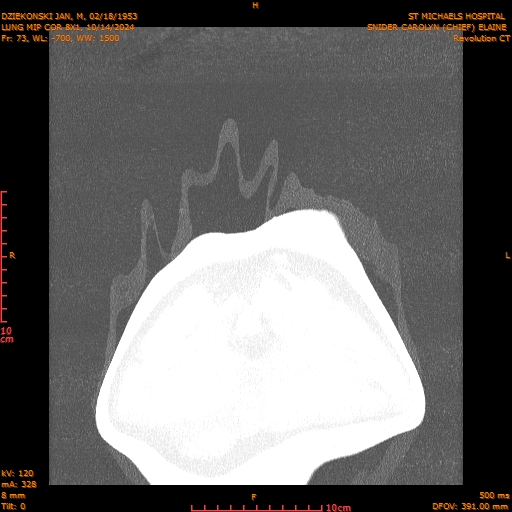 H
DZIEKONSKI JAN, M, 02/18/1953
ST MICHAELS HOSPITAL
LUNG MIP COR 8X1, 10/14/2024
SNIDER CAROLYN (CHIEF) ELAINE
Fr: 73, WL: -700, WW: 1500
Revolution CT
R
L
10
cm
kV: 120
mA: 328
8 mm
Tilt: 0
F
10cm
500 ms
DFOV: 391.00 mm